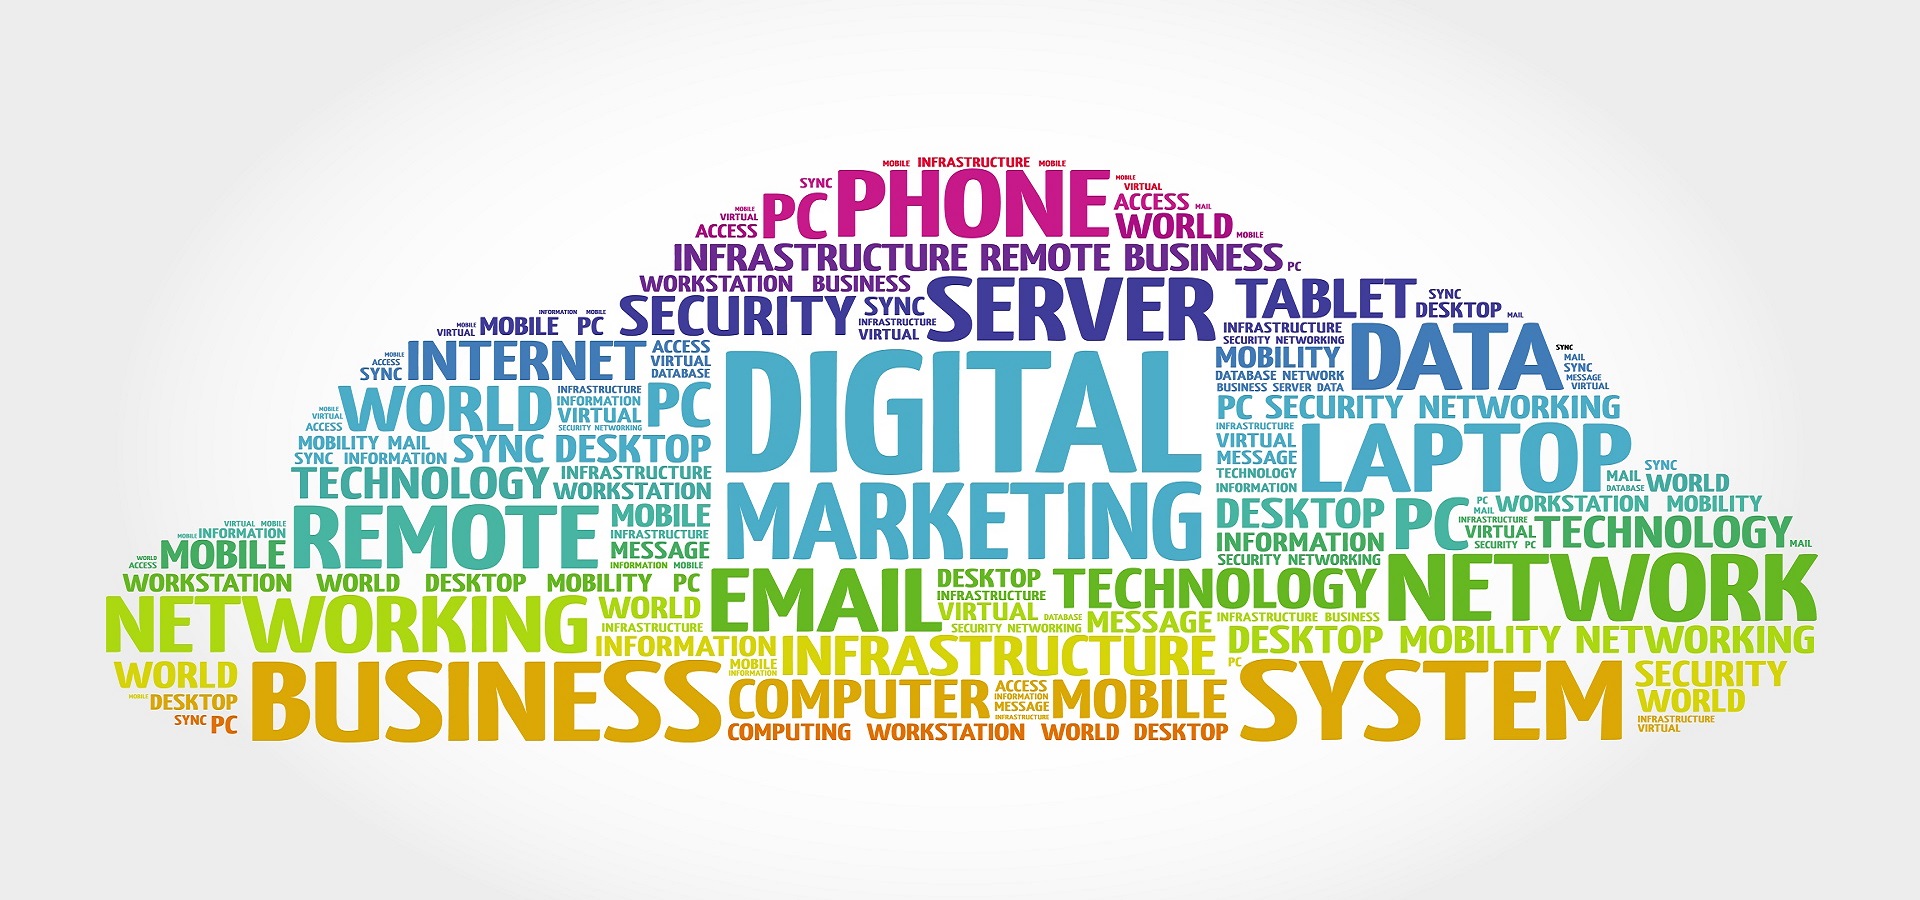 MOBILE INFRASTRUCTURE MOBILE
SYNC PHONE MOBILE
VIRTUAL
MOBILE PC ACCESS MAIL
VIRTUAL
ACCESS WORLD MOBILE
INFRASTRUCTURE REMOTE BUSINESS PC
WORKSTATION BUSINESS SERVER TABLET SYNC
INFORMATION MOBILE SECURITY SYNC DESKTOP MAIL
MOBILE MOBILE PC INFRASTRUCTURE INFRASTRUCTURE DATA
VIRTUAL VIRTUAL SECURITY NETWORKING SYNC
MOBILE INTERNET ACCESS DIGITAL MOBILITY MAIL
ACCESS VIRTUAL SYNC
SYNC DATABASE DATABASE NETWORK MESSAGE
WORLD INFRASTRUCTURE PC BUSINESS SERVER DATA VIRTUAL
MOBILE INFORMATION PC SECURITY NETWORKING
VIRTUAL VIRTUAL
ACCESS SECURITY NETWORKING INFRASTRUCTURE LAPTOP
MOBILITY MAIL SYNC DESKTOP VIRTUAL
SYNC INFORMATION MESSAGE SYNC
TECHNOLOGY INFRASTRUCTURE TECHNOLOGY MAIL WORLD
WORKSTATION MARKETING INFORMATION DATABASE
REMOTE MOBILE DESKTOP PC PC WORKSTATION MOBILITY
MAIL
VIRTUAL MOBILE INFRASTRUCTURE TECHNOLOGY
MOBILE INFORMATION INFRASTRUCTURE INFORMATION VIRTUAL
MOBILE MESSAGE SECURITY PC MAIL
WORLD
ACCESS INFORMATION MOBILE SECURITY NETWORKING NETWORK
WORKSTATION WORLD DESKTOP MOBILITY PC EMAIL DESKTOP TECHNOLOGY
NETWORKING WORLD INFRASTRUCTURE
VIRTUAL DATABASE MESSAGE INFRASTRUCTURE BUSINESS
INFRASTRUCTURE SECURITY NETWORKING
INFORMATION INFRASTRUCTURE DESKTOP MOBILITY NETWORKING
WORLD BUSINESS MOBILE PC SYSTEM SECURITY
INFORMATION
MOBILE DESKTOP COMPUTER ACCESS MOBILE WORLD
INFORMATION
MESSAGE
SYNC PC INFRASTRUCTURE INFRASTRUCTURE
COMPUTING WORKSTATION WORLD DESKTOP VIRTUAL